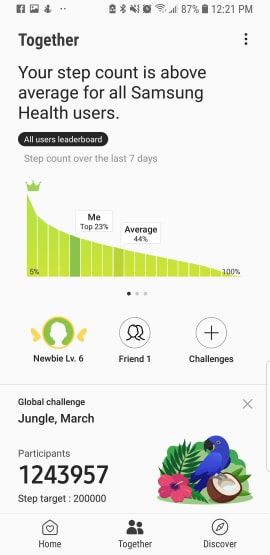 87% 12:21 PM
Together
Your step count is above
average for all Samsung
Health users.
All users leaderboard
Step count over the last 7 days
Me
Top 23%
Average
44%
5%
100%
Newbie Lv. 6
Friend 1
Challenges
Global challenge
Jungle, March
Participants
1243957
Step target : 200000
Home
Together
Discover